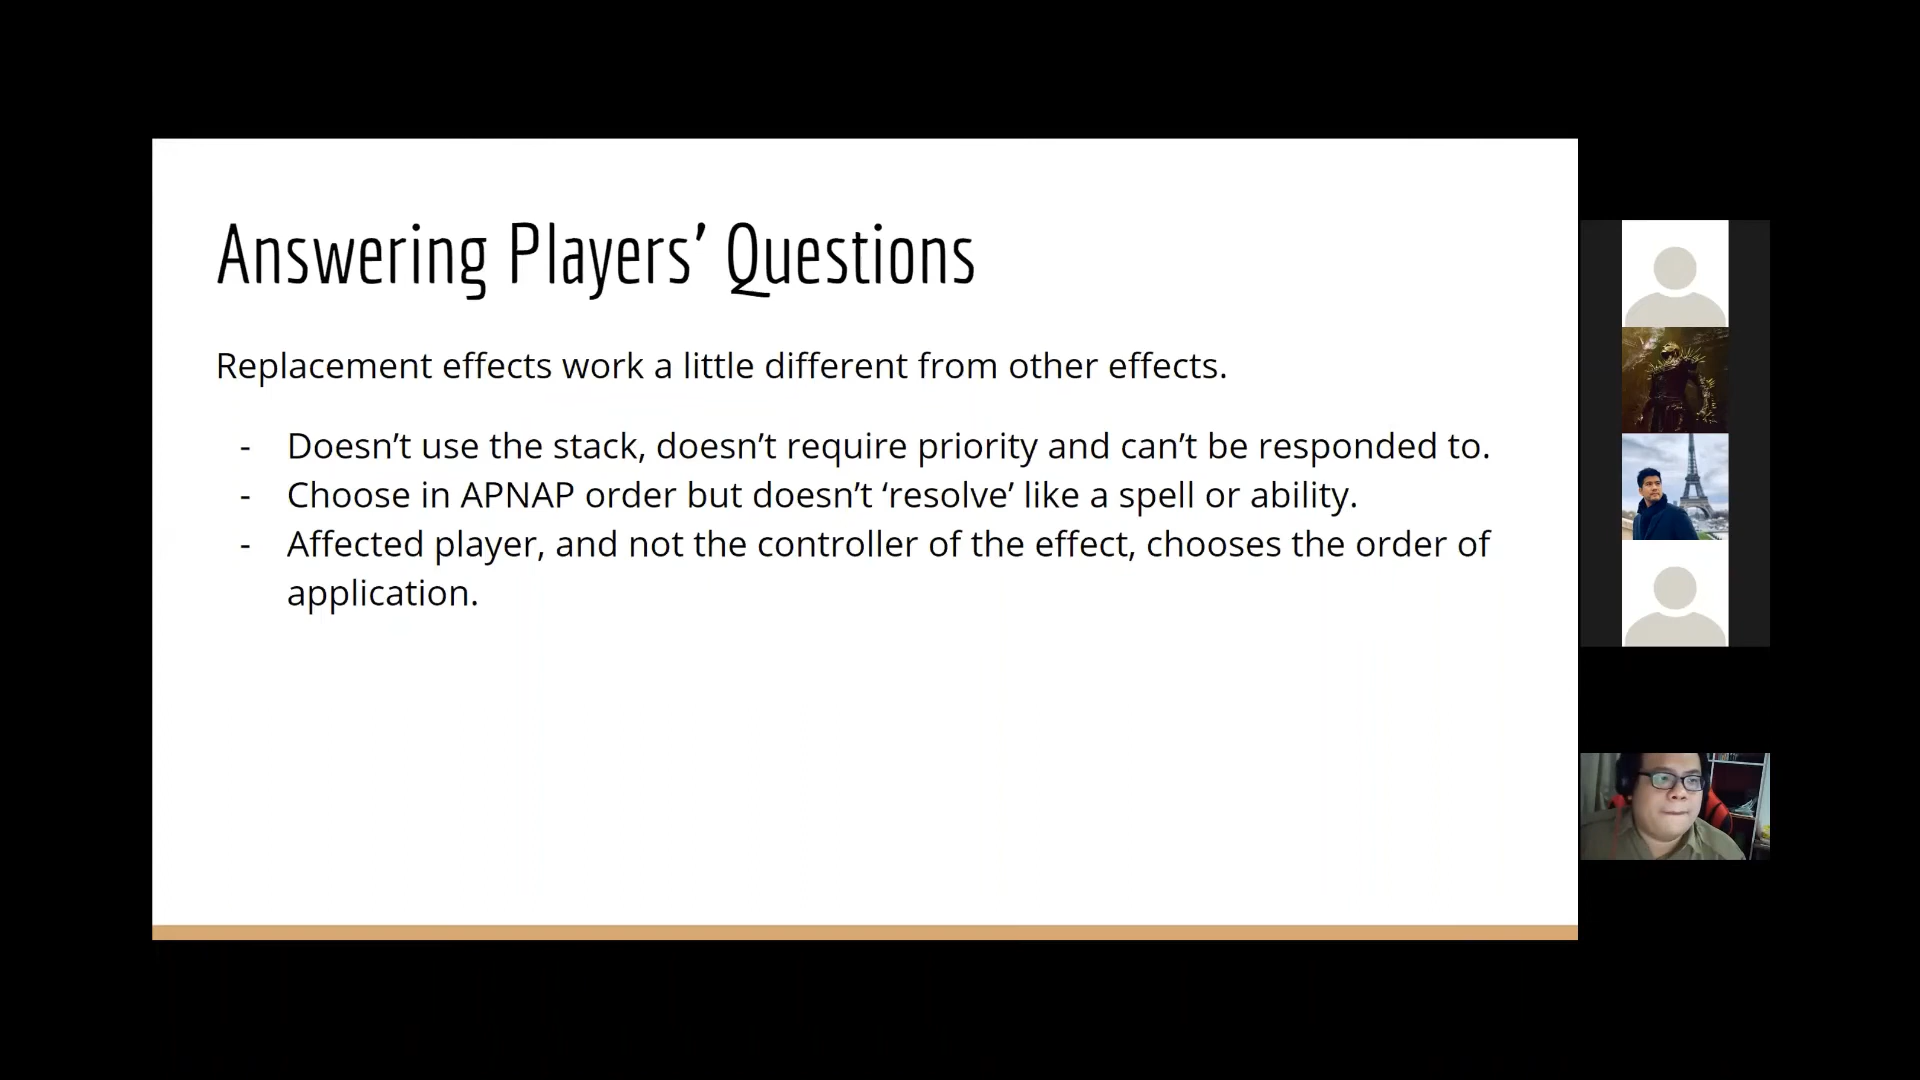 Answering Players’ Questions
Replacement effects work a little different from other effects.
- Doesn’t use the stack, doesn’t require priority and can’t be responded to.
- Choose in APNAP order but doesn’t ‘resolve’ like a spell or ability.
- Affected player, and not the controller of the effect, chooses the order of
application.